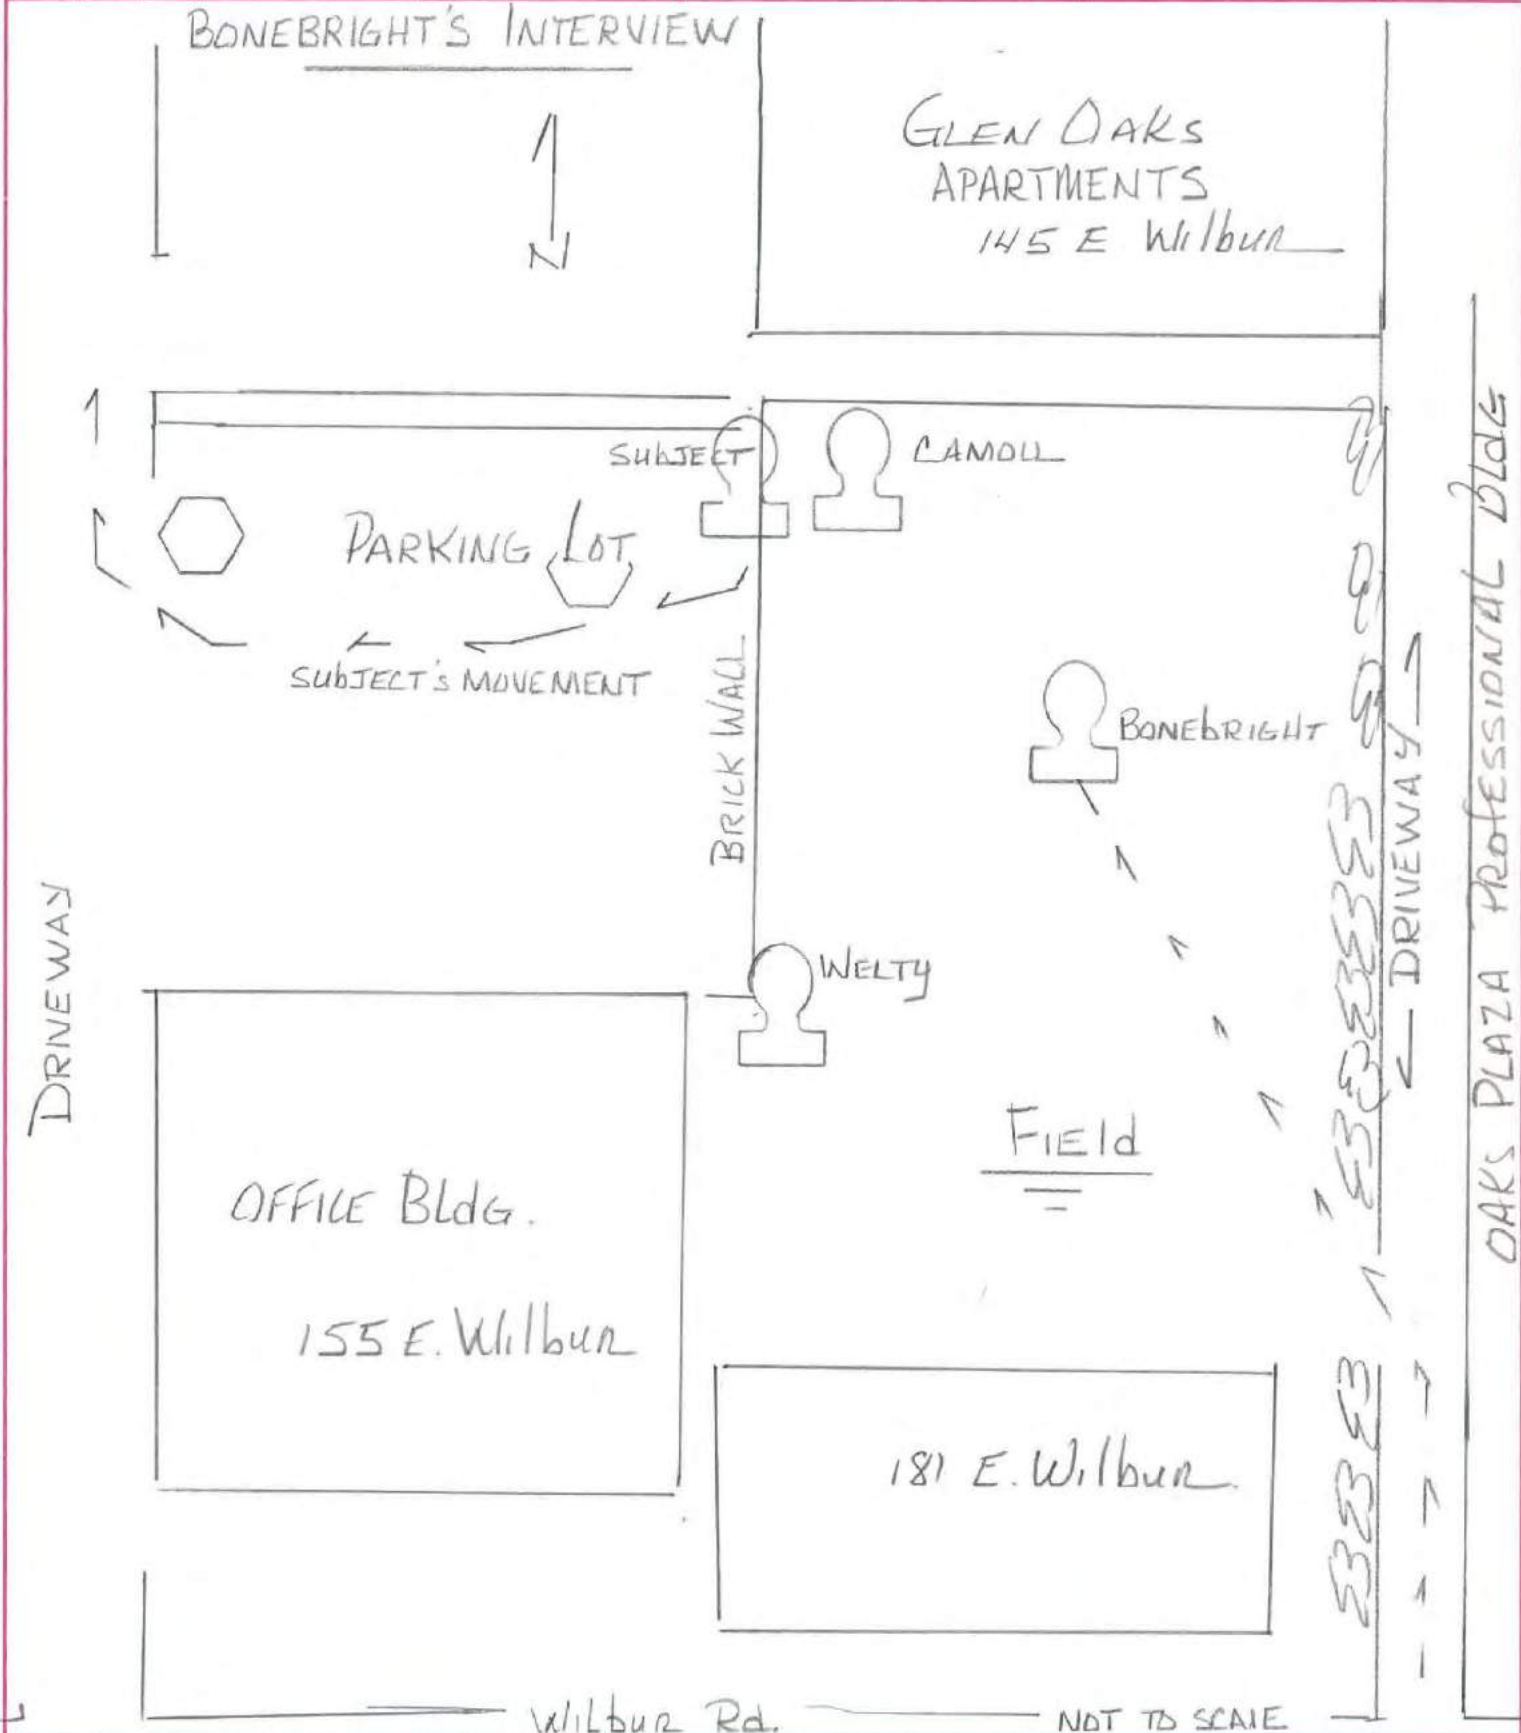 BONEBRIGHT'S INTERVIEW
GLEN OAKS
APARTMENTS
145 E Wilbur
N
SUBJECT
CAMOLL
PARKING LOT
SUBJECT'S MOVEMENT
BRICK WALL
BONEBRIGHT
DRIVEWAY
OAKS PLAZA PROFESSIONAL BLDG
WELTY
DRIVEWAY
FIELD
OFFICE BLDG.
155 E. Wilbur
181 E. Wilbur
Wilbur Rd.
NOT TO SCALE